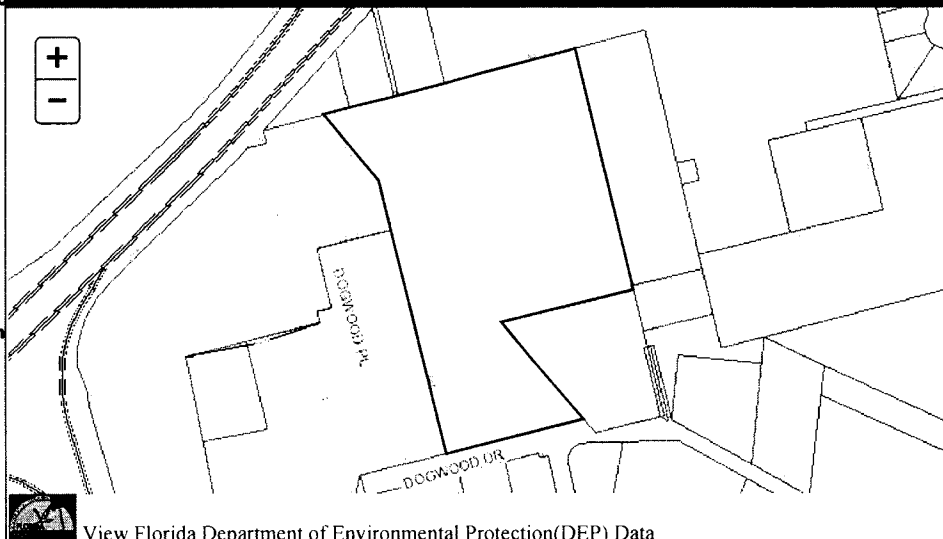 +
−
DOGWOOD PL
DOGWOOD DR
View Florida Department of Environmental Protection(DEP) Data